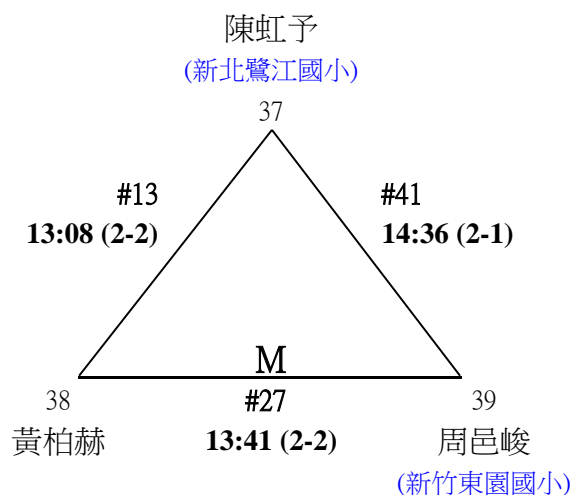 陳虹予
(新北鷺江國小)
37
#13
13:08 (2-2)
#41
14:36 (2-1)
M
38
#27
39
黃柏赫
13:41 (2-2)
周邑峻
(新竹東園國小)